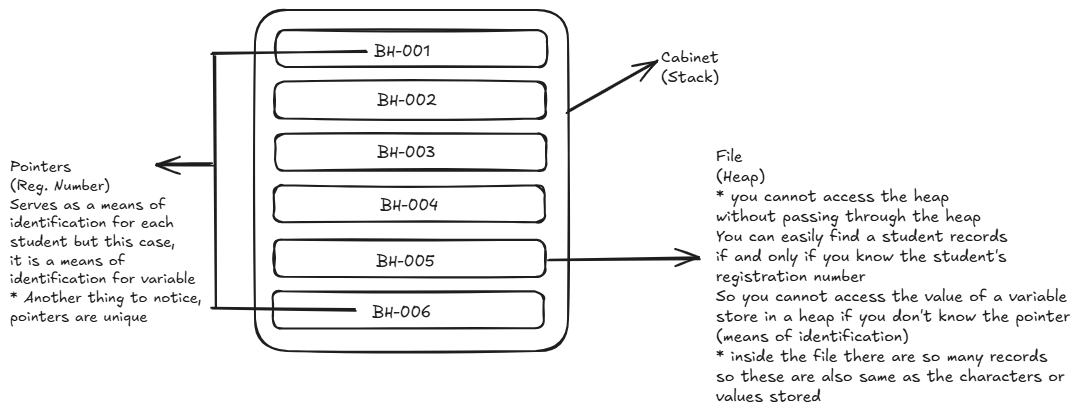 BH-001
BH-002
BH-003
BH-004
BH-005
BH-006
Cabinet
(Stack)
Pointers
(Reg. Number)
Serves as a means of
identification for each
student but this case,
it is a means of
identification for variable
* Another thing to notice,
pointers are unique
File
(Heap)
* you cannot access the heap
without passing through the heap
You can easily find a student records
if and only if you know the student's
registration number
So you cannot access the value of a variable
store in a heap if you don't know the pointer
(means of identification)
* inside the file there are so many records
so these are also same as the characters or
values stored